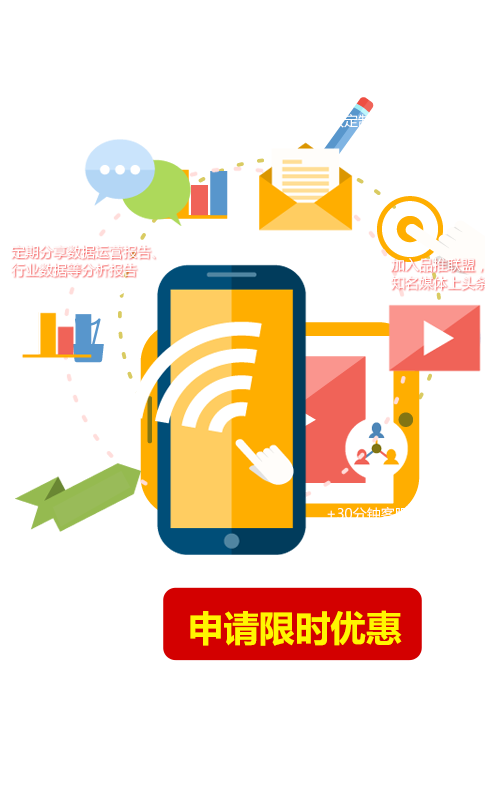 定期分享数据运营报告、
行业数据等分析报告
加入品推联盟，
知名媒体上头条
+30分钟客服
申请限时优惠